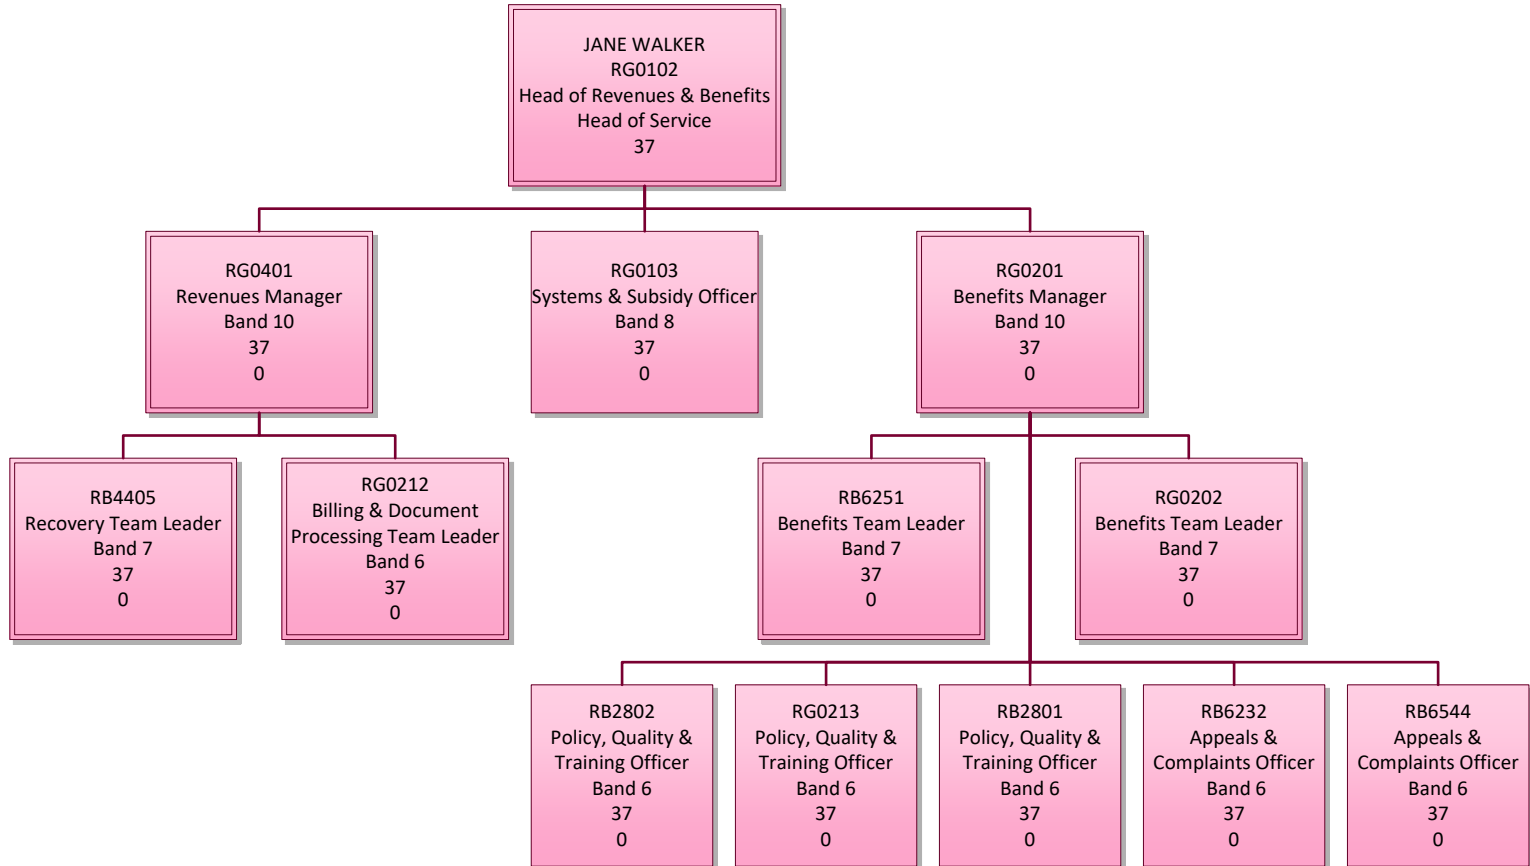 JANE WALKER
RG0102
Head of Revenues & Benefits
Head of Service
37
RG0401
Revenues Manager
Band 10
37
0
RG0103
Systems & Subsidy Officer
Band 8
37
0
RG0201
Benefits Manager
Band 10
37
0
RB4405
Recovery Team Leader
Band 7
37
0
RG0212
Billing & Document
Processing Team Leader
Band 6
37
0
RB6251
Benefits Team Leader
Band 7
37
0
RG0202
Benefits Team Leader
Band 7
37
0
RB2802
Policy, Quality &
Training Officer
Band 6
37
0
RG0213
Policy, Quality &
Training Officer
Band 6
37
0
RB2801
Policy, Quality &
Training Officer
Band 6
37
0
RB6232
Appeals &
Complaints Officer
Band 6
37
0
RB6544
Appeals &
Complaints Officer
Band 6
37
0